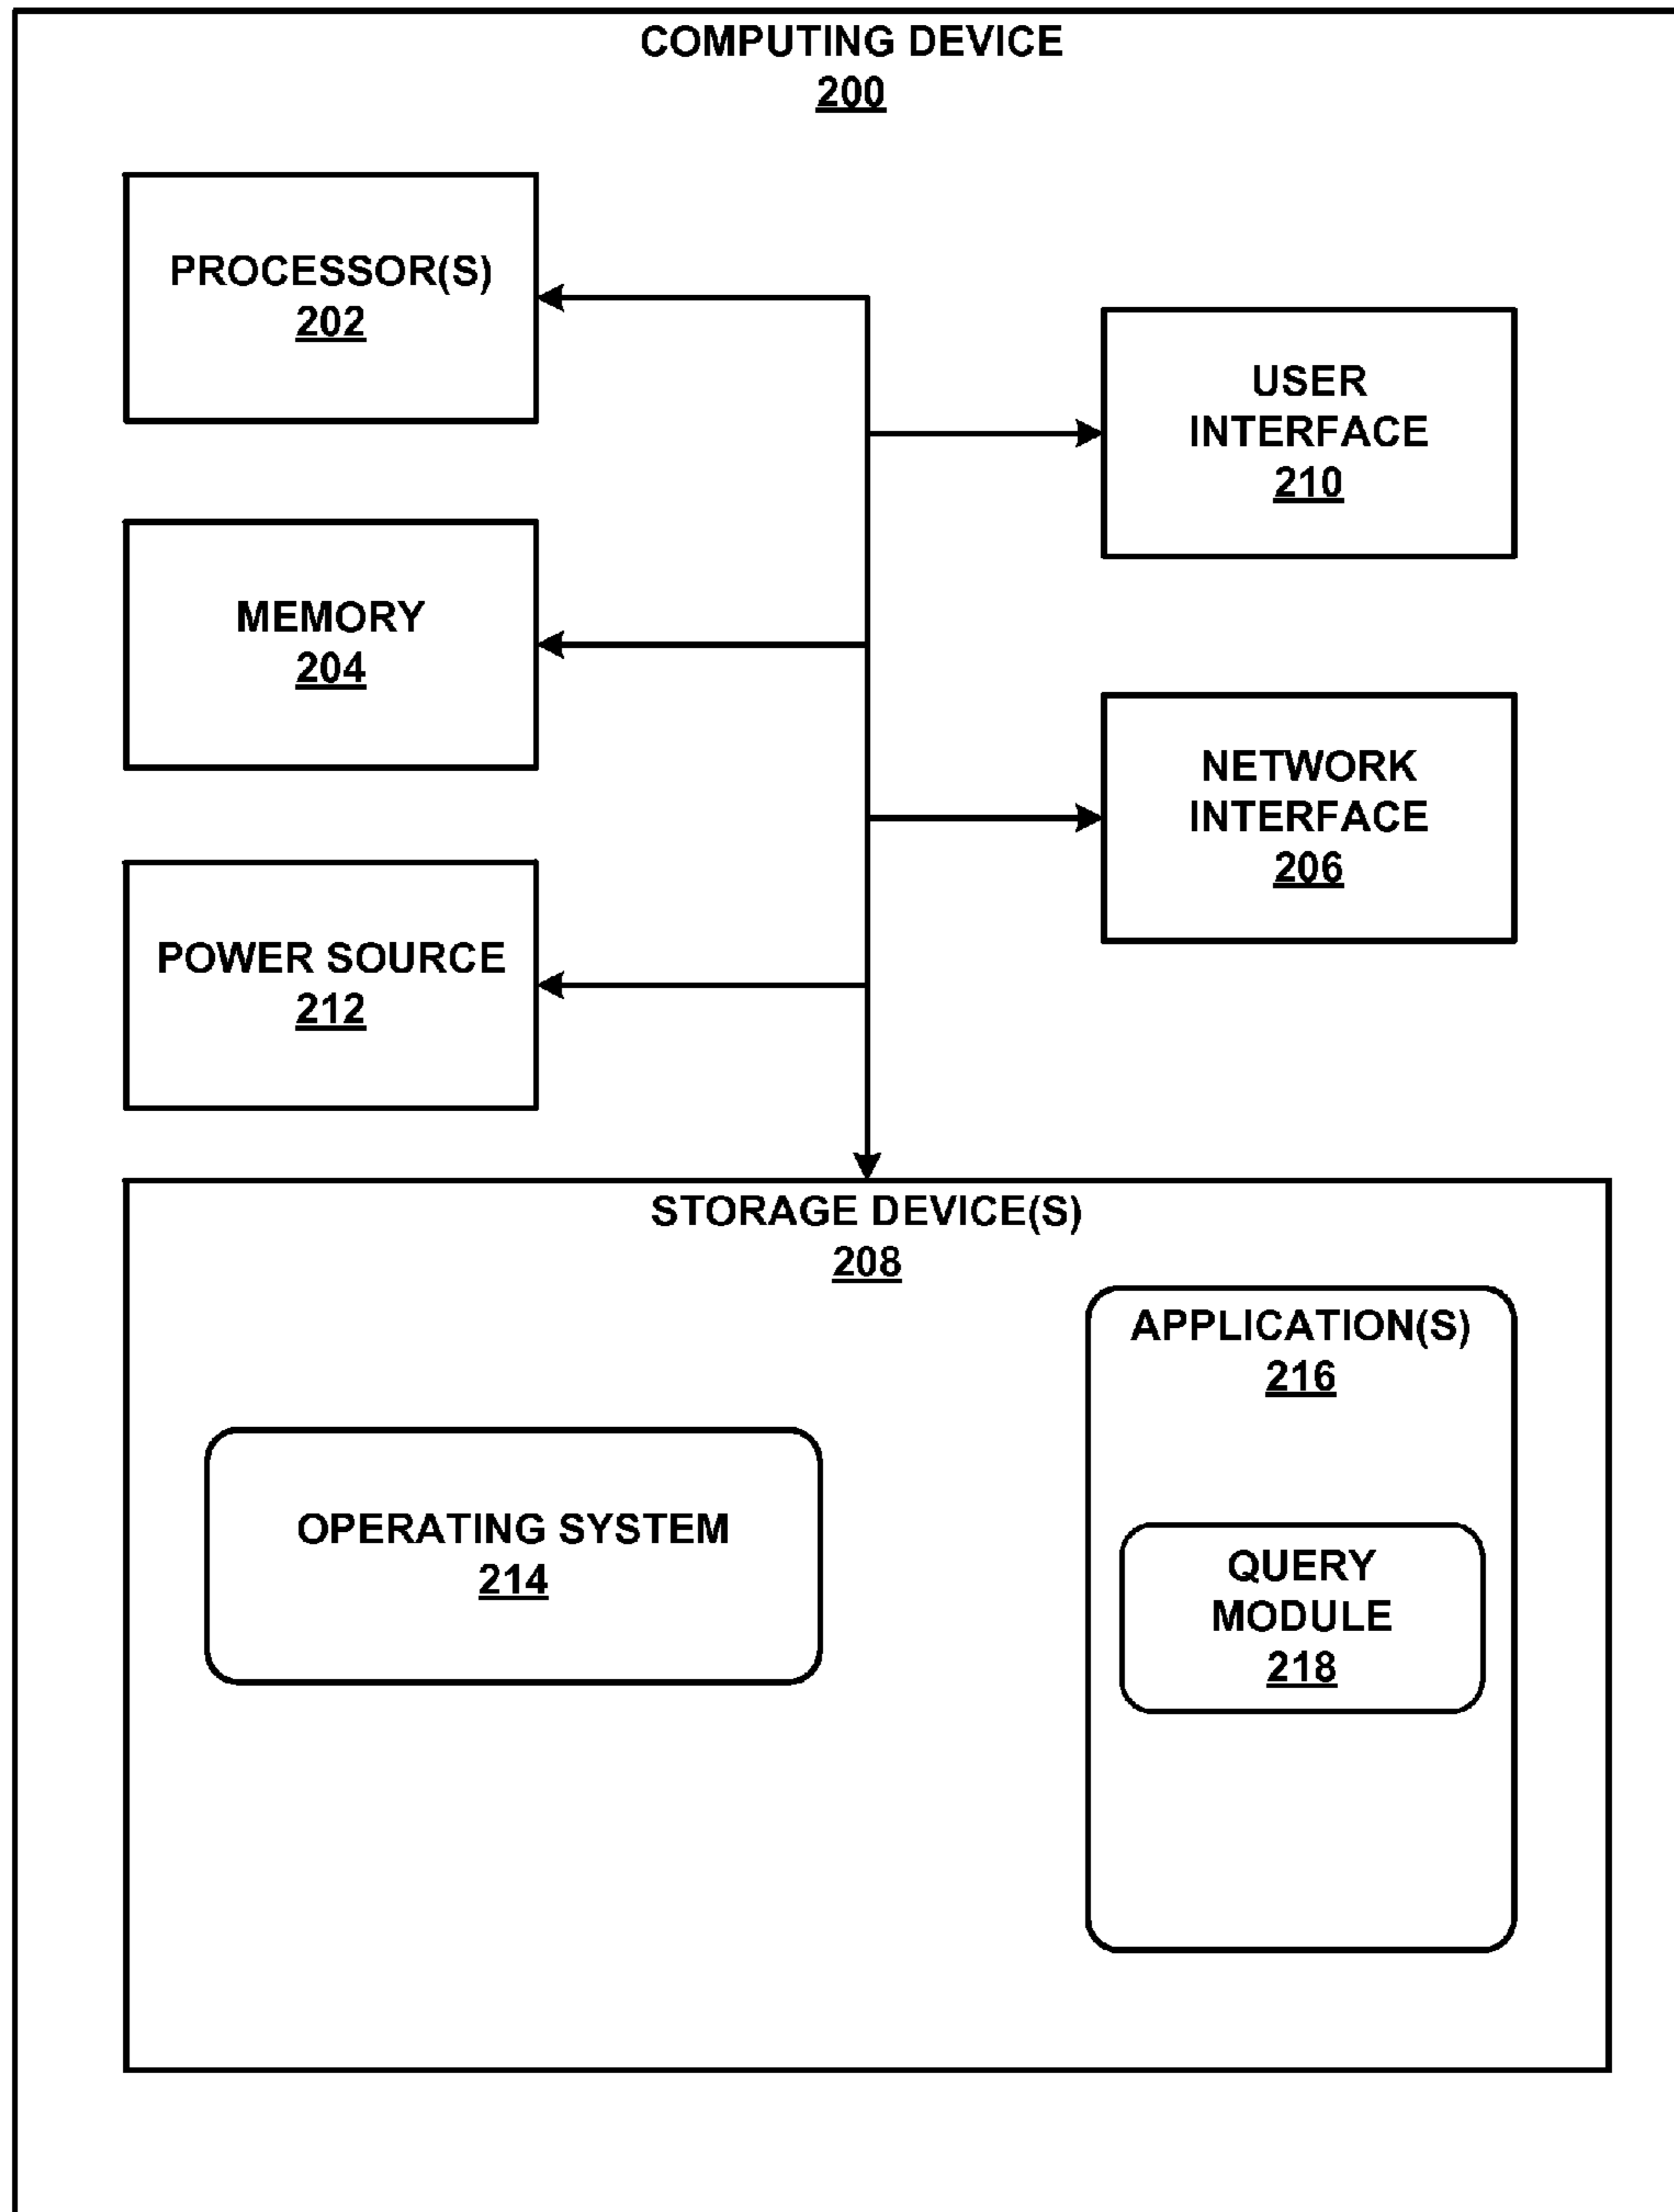 COMPUTING DEVICE
200
PROCESSOR(S)
202
USER
INTERFACE
210
MEMORY
204
NETWORK
INTERFACE
206
POWER SOURCE
212
STORAGE DEVICE(S)
208
APPLICATION(S)
216
OPERATING SYSTEM
214
QUERY
MODULE
218